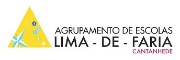 AGRUPAMENTO DE ESCOLAS
LIMA - DE - FARIA
CANTANHEDE